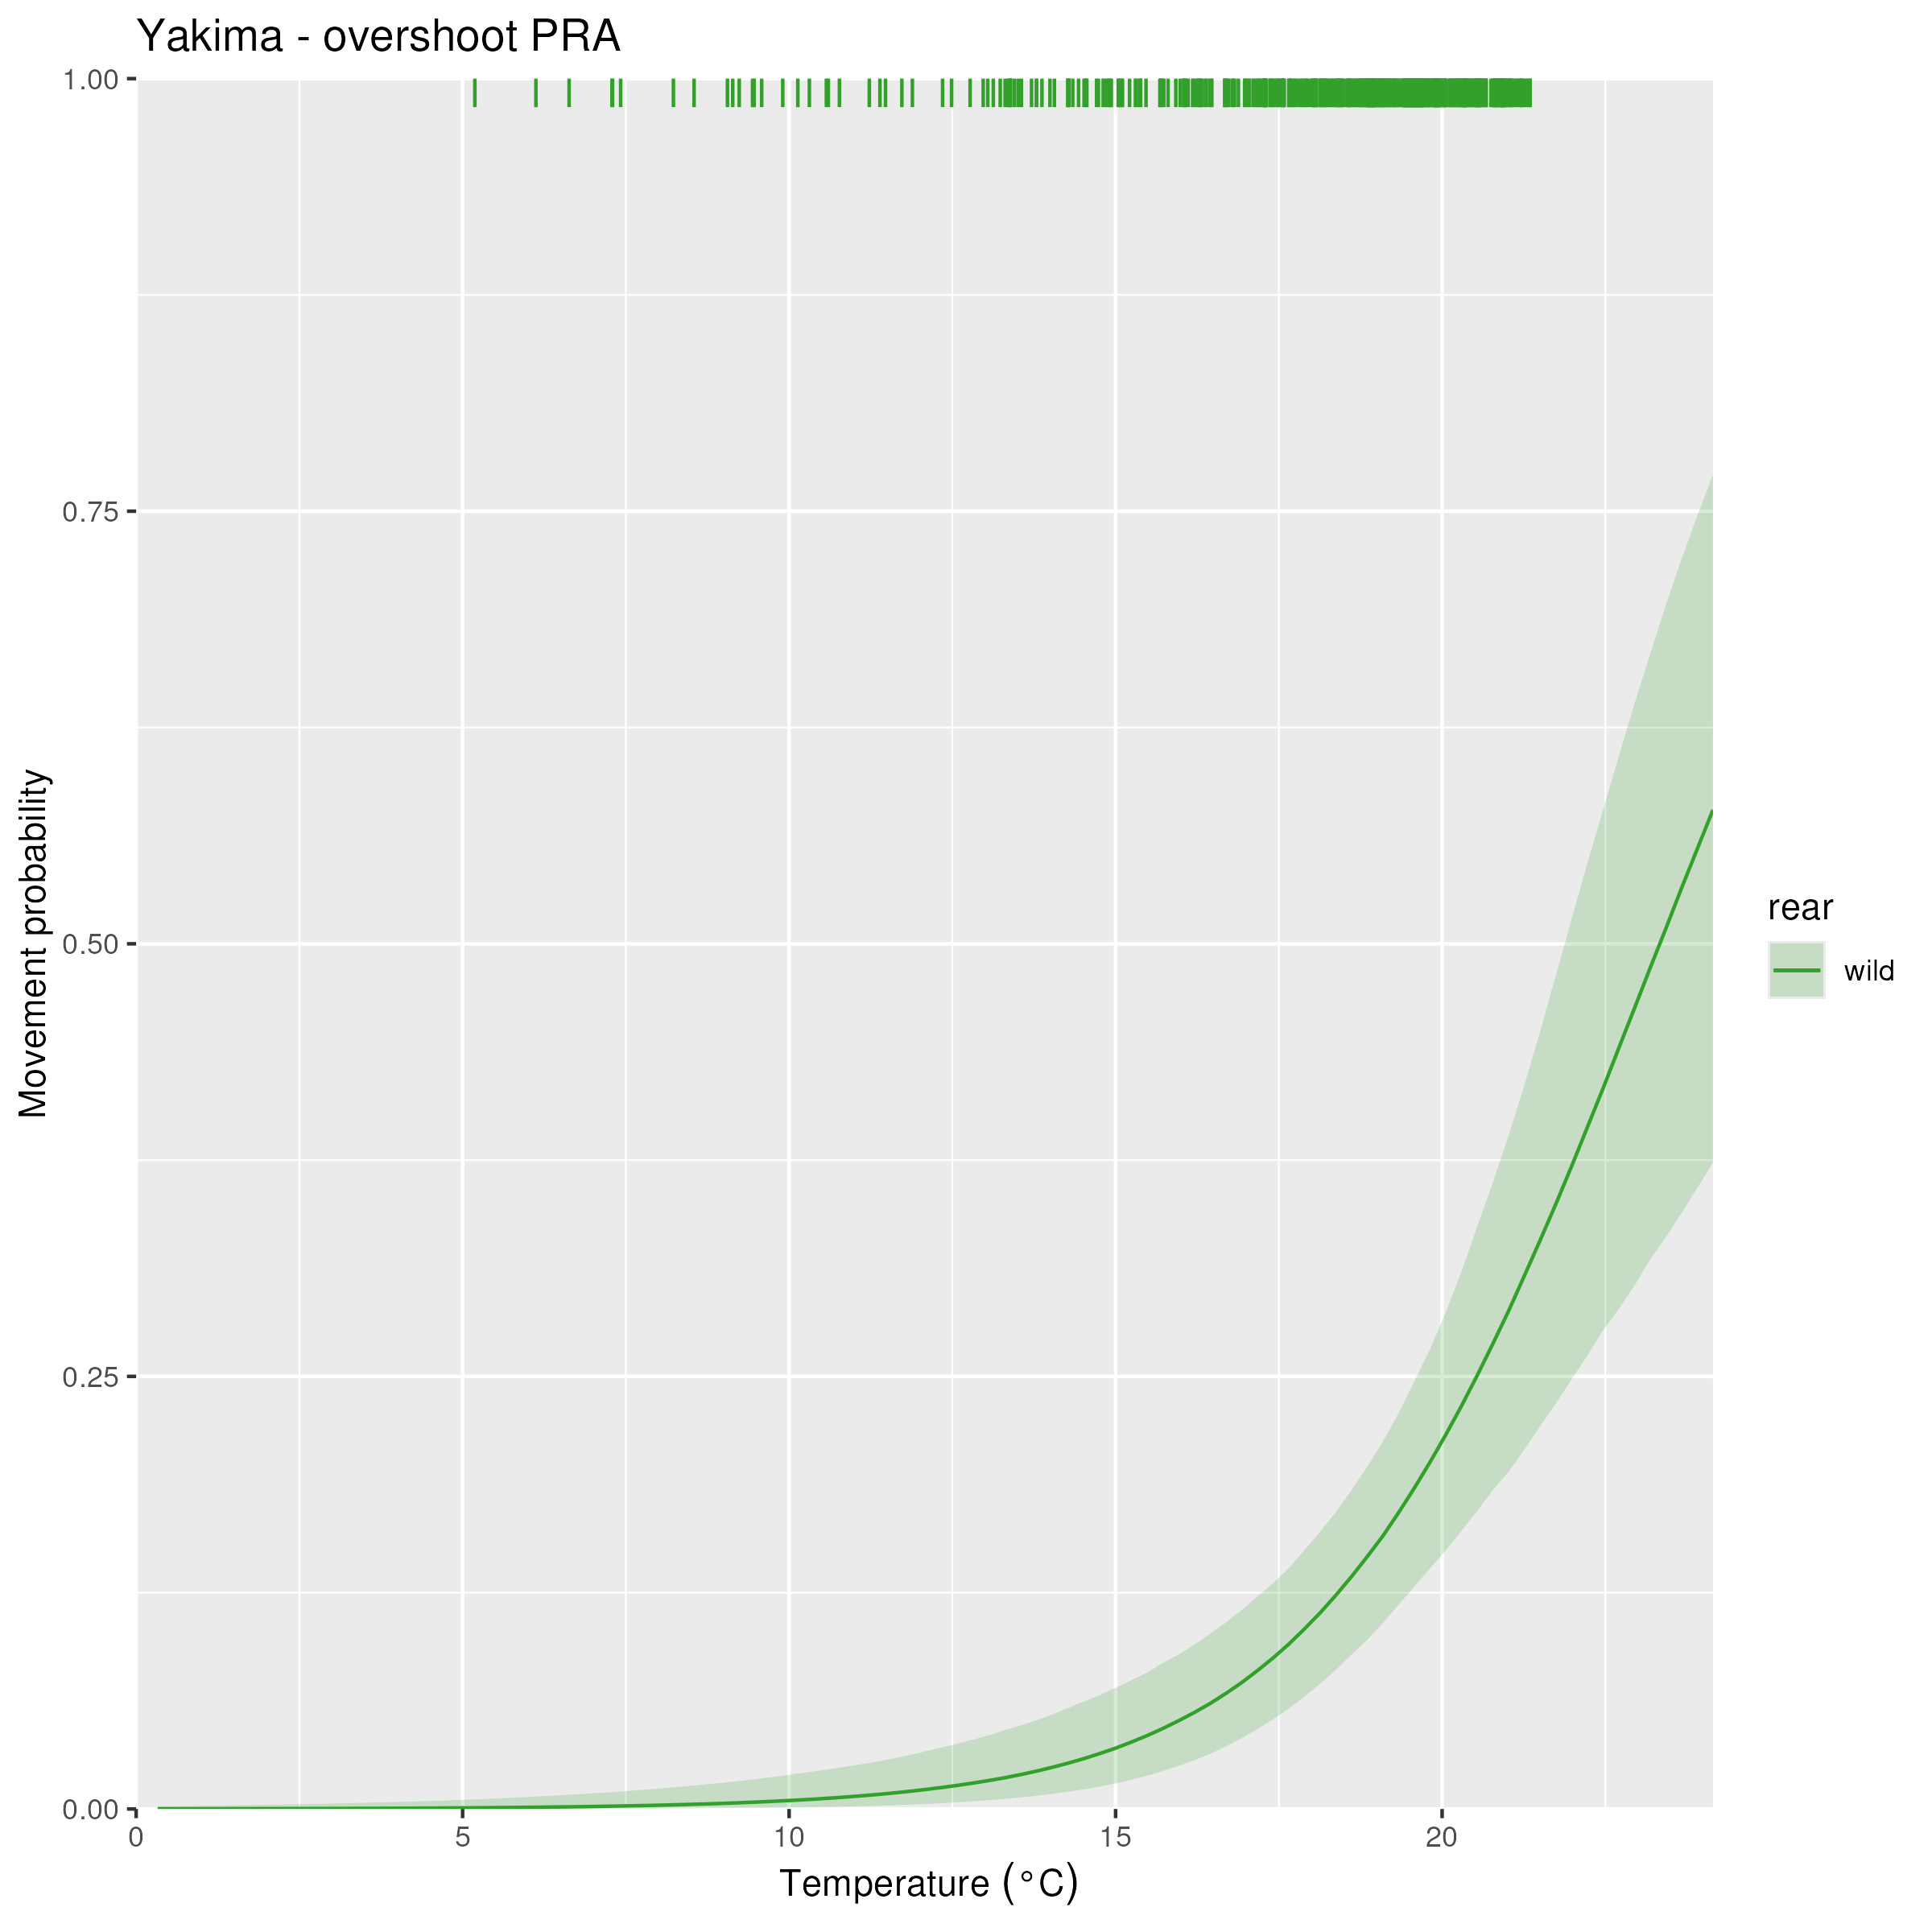 Yakima - overshoot PRA
1.00
0.75
0.50
0.25
0.00
Movement probability
0 5 10 15 20
Temperature (°C)
rear
wild